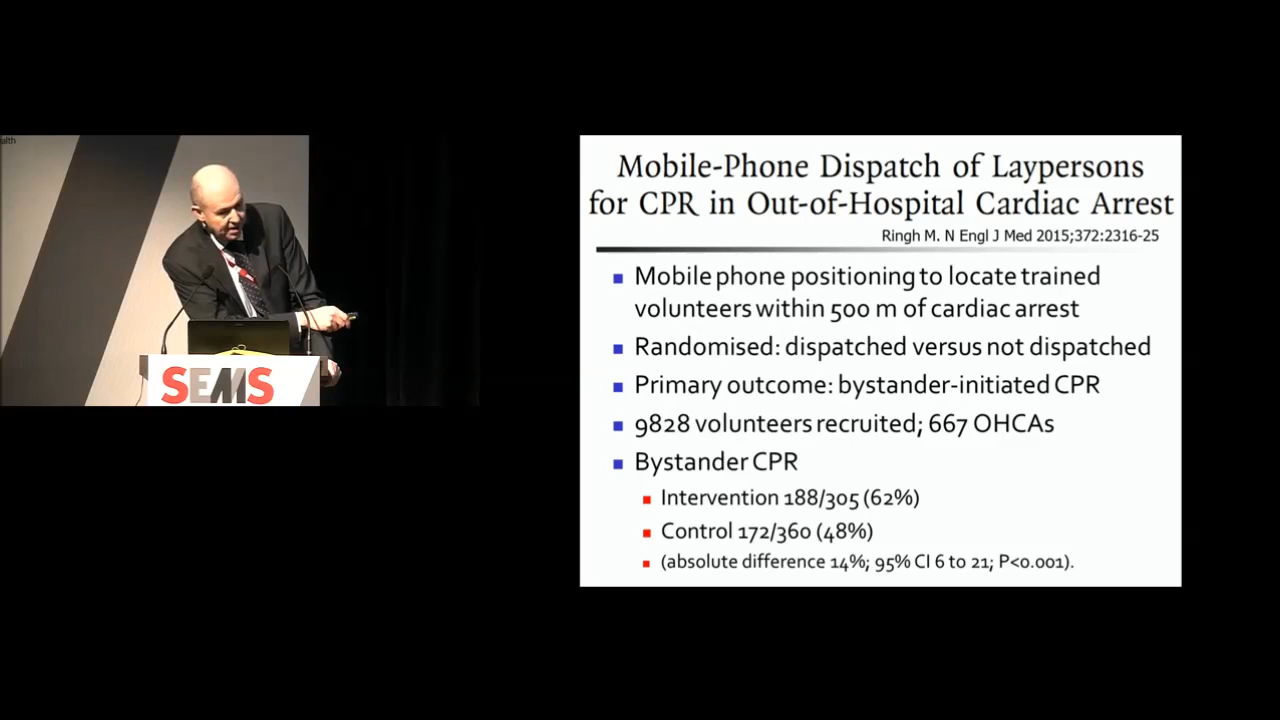 alth
SEMS
Mobile-Phone Dispatch of Laypersons
for CPR in Out-of-Hospital Cardiac Arrest
Ringh M. N Engl J Med 2015;372:2316-25
Mobile phone positioning to locate trained
volunteers within 500 m of cardiac arrest
Randomised: dispatched versus not dispatched
Primary outcome: bystander-initiated CPR
9828 volunteers recruited; 667 OHCAs
Bystander CPR
Intervention 188/305 (62%)
Control 172/360 (48%)
(absolute difference 14%; 95% CI 6 to 21; P<0.001).